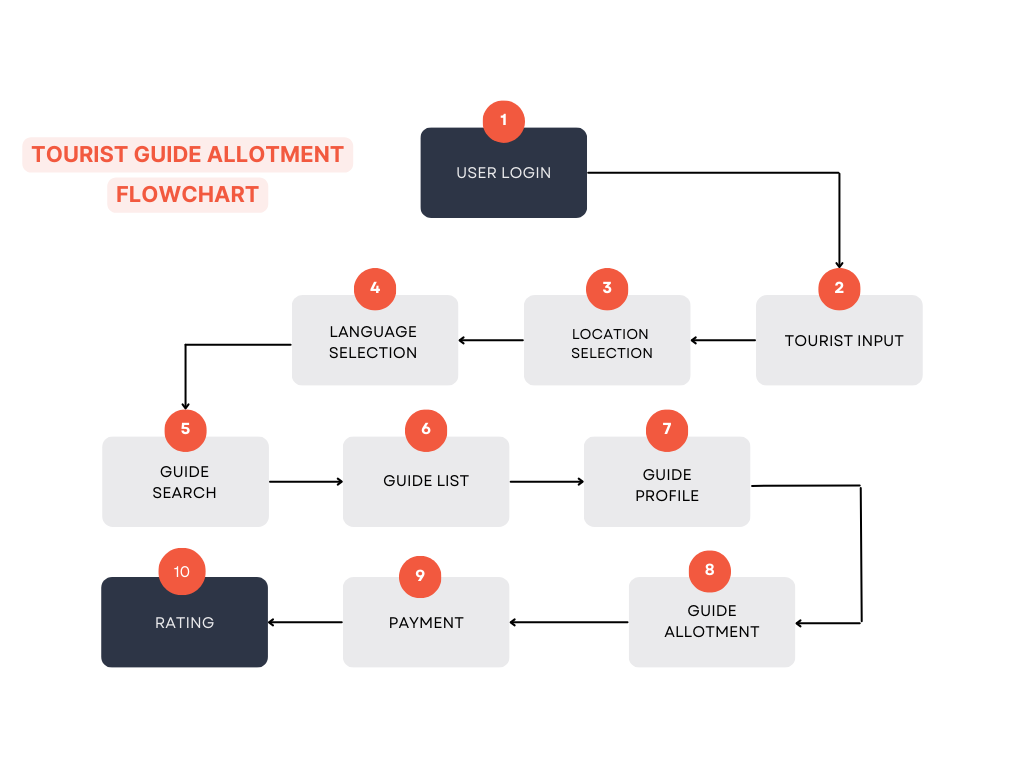 TOURIST GUIDE ALLOTMENT
FLOWCHART
1
USER LOGIN
2
TOURIST INPUT
3
LOCATION
SELECTION
4
LANGUAGE
SELECTION
5
GUIDE
SEARCH
6
GUIDE LIST
7
GUIDE
PROFILE
8
GUIDE
ALLOTMENT
9
PAYMENT
10
RATING